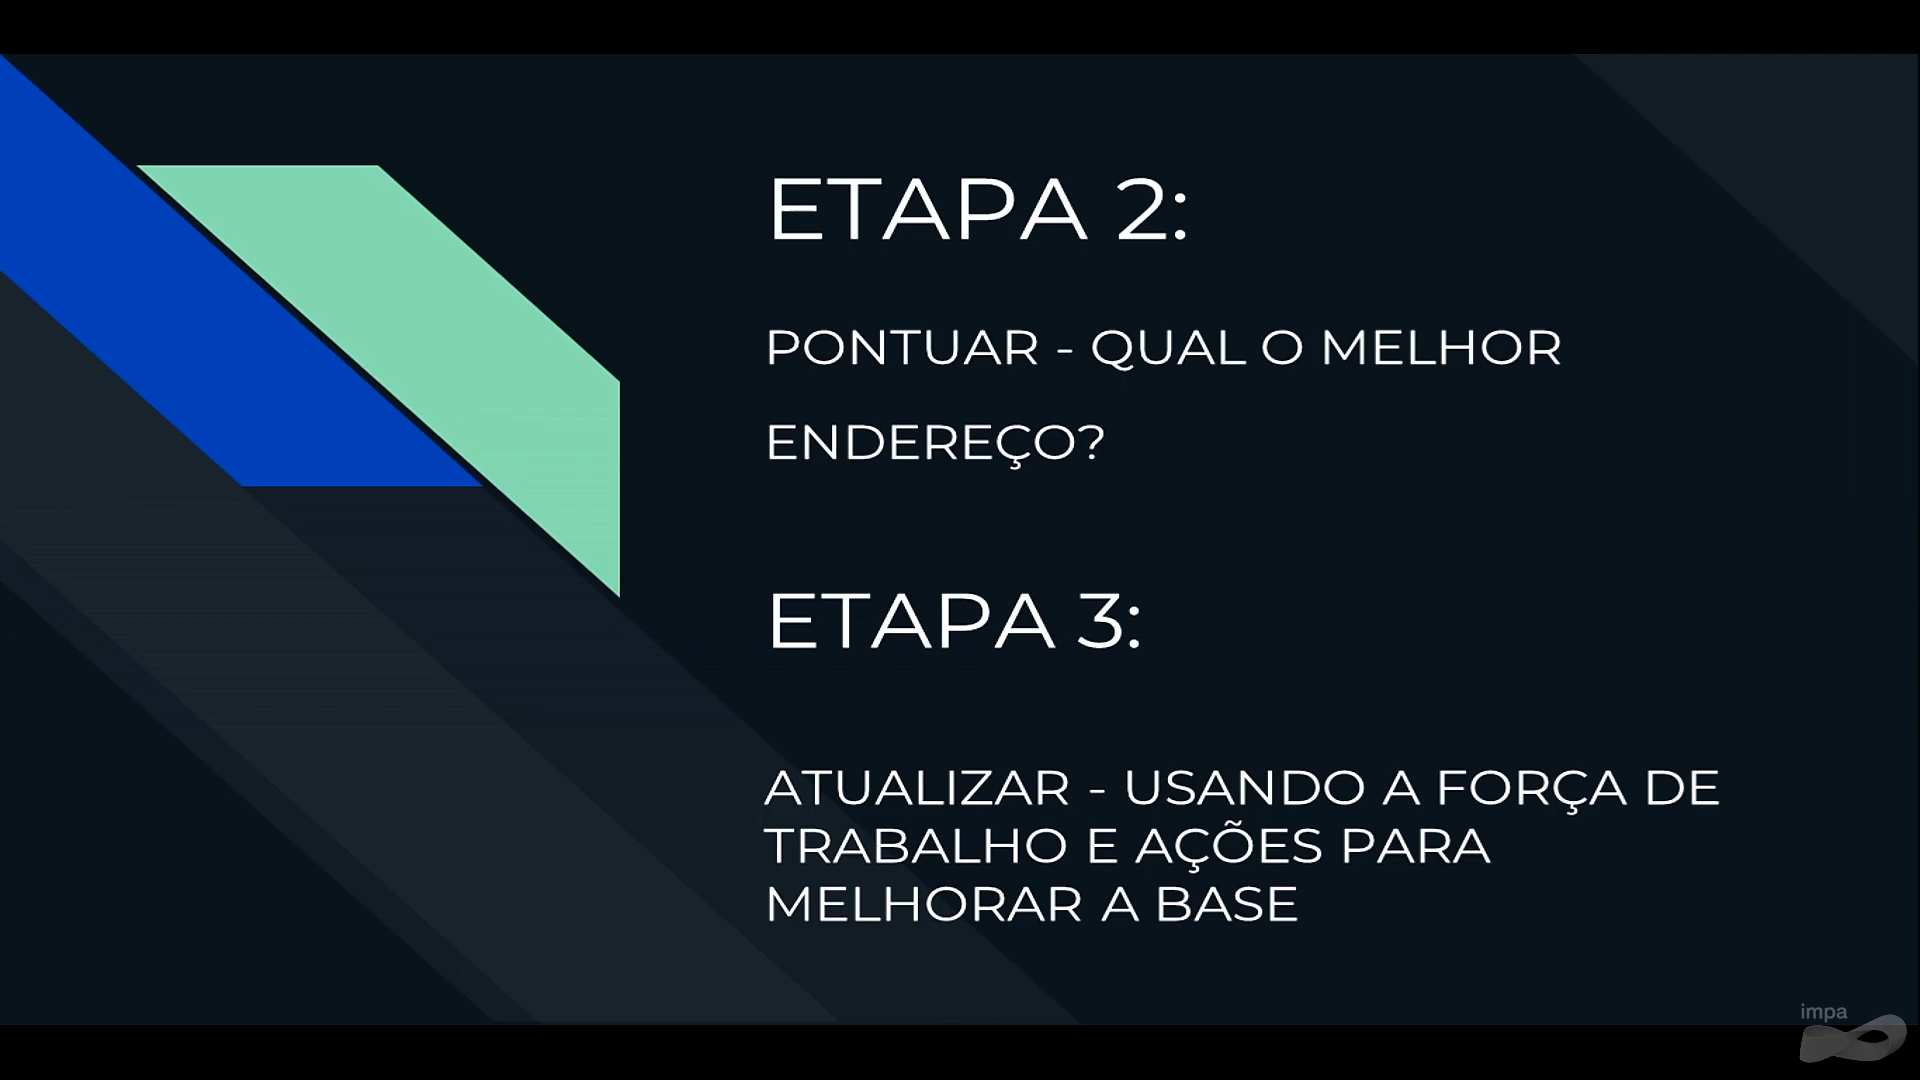 ETAPA 2:
PONTUAR - QUAL O MELHOR
ENDEREÇO?
ETAPA 3:
ATUALIZAR - USANDO A FORÇA DE
TRABALHO E AÇÕES PARA
MELHORAR A BASE
impa